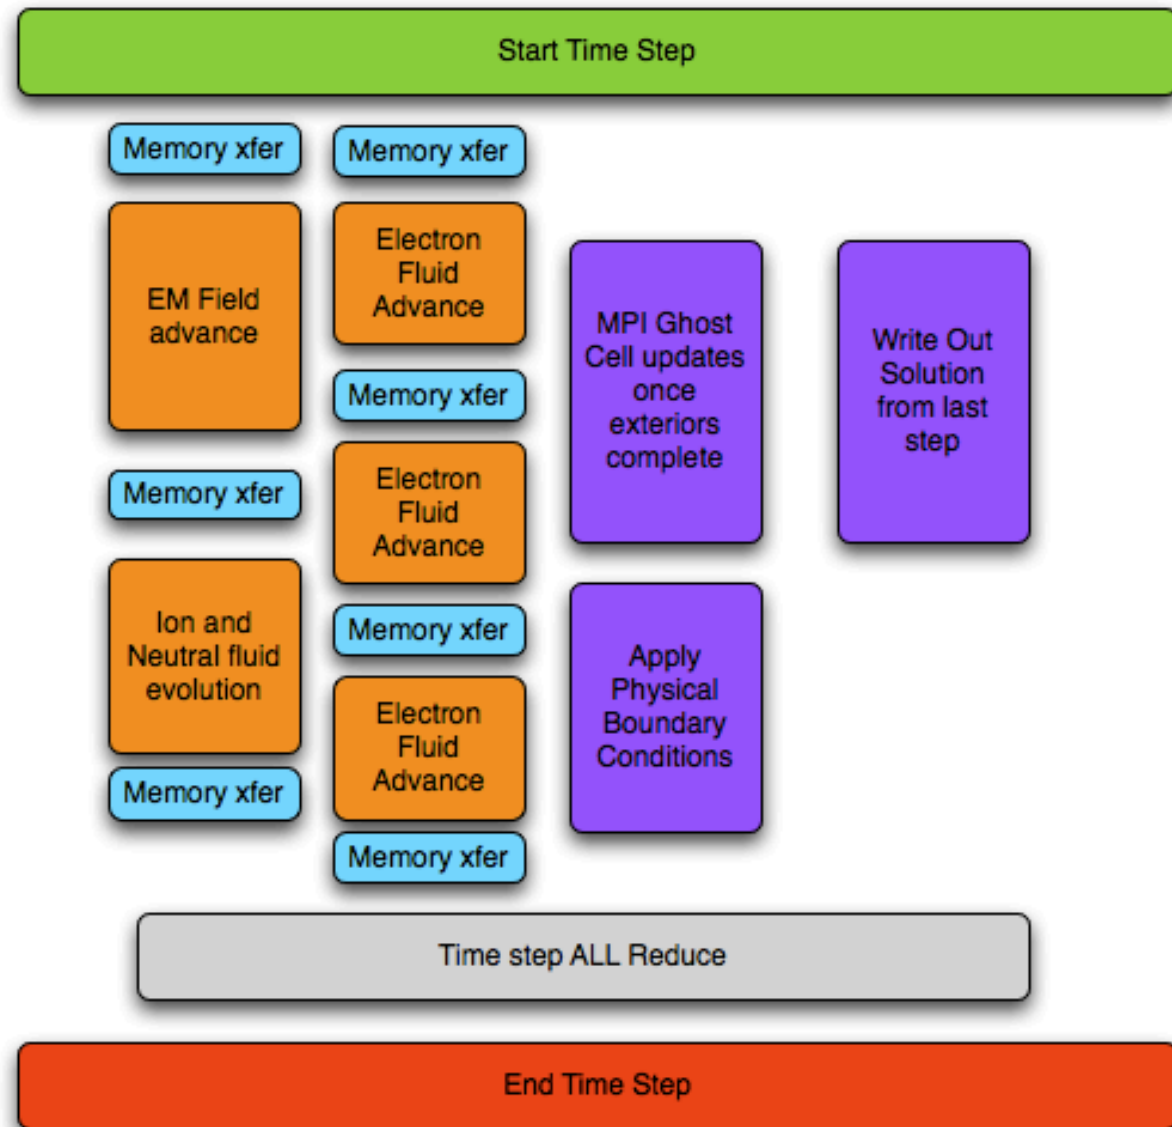 Start Time Step
Memory xfer
EM Field
advance
Memory xfer
Ion and
Neutral fluid
evolution
Memory xfer
Memory xfer
Electron
Fluid
Advance
Memory xfer
Electron
Fluid
Advance
Memory xfer
Electron
Fluid
Advance
Memory xfer
MPI Ghost
Cell updates
once
exteriors
complete
Apply
Physical
Boundary
Conditions
Write Out
Solution
from last
step
Time step ALL Reduce
End Time Step